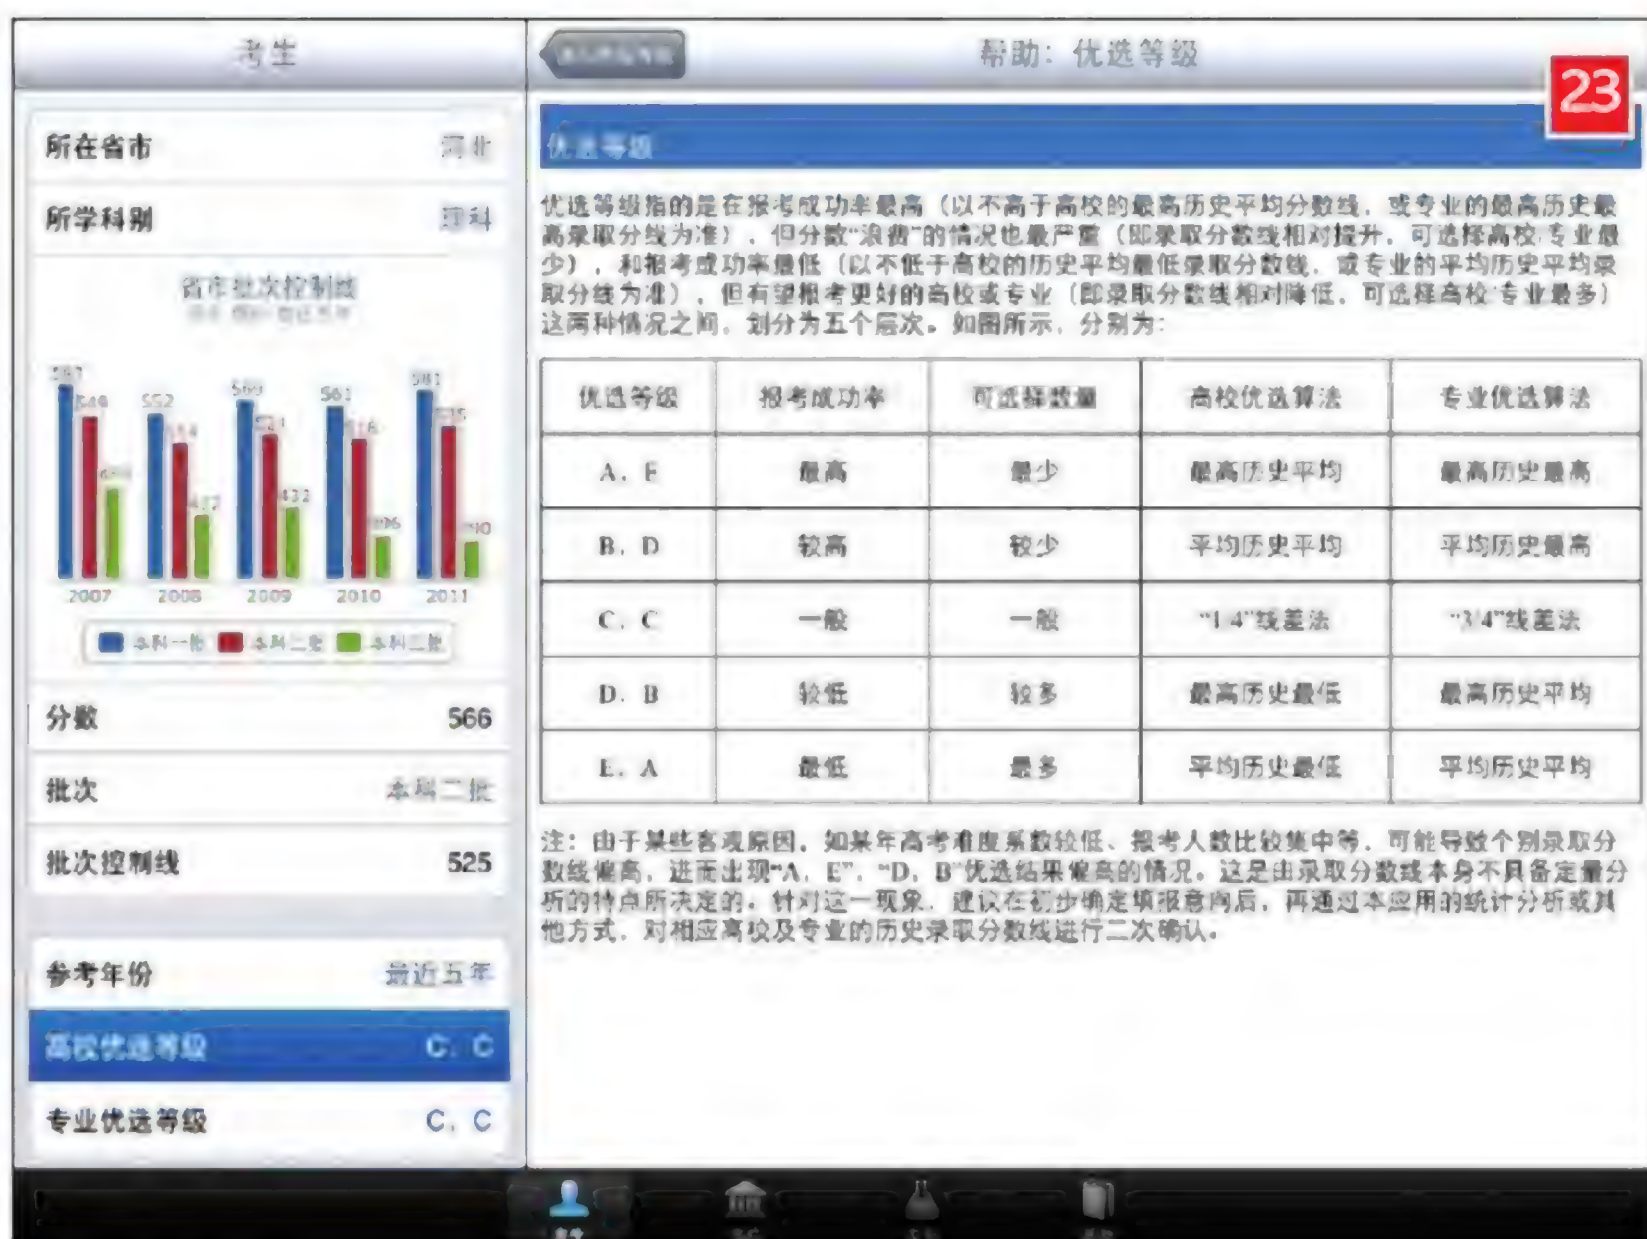 考生
帮助：优选等级
23
所在省市 河北
所学科别 理科
省市批次控制线
552
561
581
521
432
2007 2008 2009 2010 2011
本科一批 本科二批 本科三批
分数 566
批次 本科二批
批次控制线 525
参考年份 最近五年
高校优选等级 C, C
专业优选等级 C, C
优选等级
优选等级指的是在报考成功率最高（以不高于高校的最高历史平均分数线，或专业的最高历史最
高录取分线为准），但分数“浪费”的情况也最严重（即录取分数线相对提升，可选择高校/专业最
少），和报考成功率最低（以不低于高校的历史平均最低录取分数线，或专业的平均历史平均录
取分线为准），但有望报考更好的高校或专业（即录取分数线相对降低，可选择高校/专业最多）
这两种情况之间，划分为五个层次。如图所示，分别为：
优选等级 报考成功率 可选择数量 高校优选算法 专业优选算法
A，E 最高 最少 最高历史平均 最高历史最高
B，D 较高 较少 平均历史平均 平均历史最高
C，C 一般 一般 “1/4”线差法 “3/4”线差法
D，B 较低 较多 最高历史最低 最高历史平均
E，A 最低 最多 平均历史最低 平均历史平均
注：由于某些客观原因，如某年高考难度系数较低、报考人数比较集中等，可能导致个别录取分
数线偏高，进而出现“A，E”，“D，B”优选结果偏高的情况。这是由录取分数线本身不具备定量分
析的特点所决定的。针对这一现象，建议在初步确定填报意向后，再通过本应用的统计分析或其
他方式，对相应高校及专业的历史录取分数线进行二次确认。